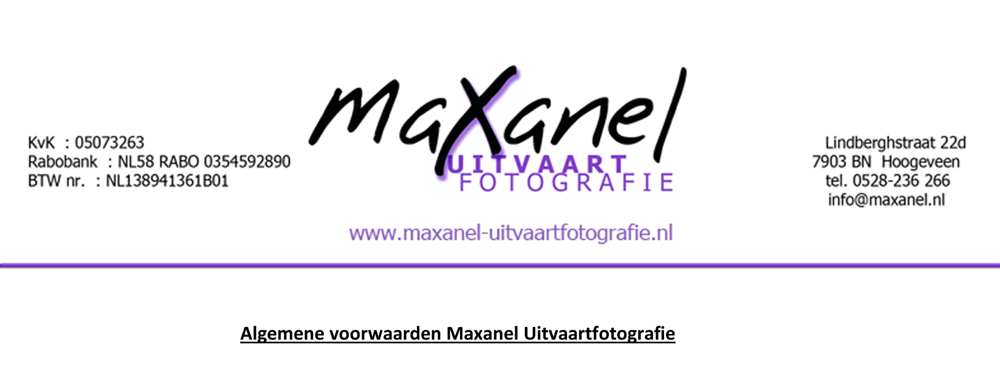 maXanel
UITVAART
FOTOGRAFIE
KvK : 05073263
Rabobank : NL58 RABO 0354592890
BTW nr. : NL138941361B01
Lindberghstraat 22d
7903 BN Hoogeveen
tel. 0528-236 266
info@maxanel.nl
www.maxanel-uitvaartfotografie.nl
Algemene voorwaarden Maxanel Uitvaartfotografie